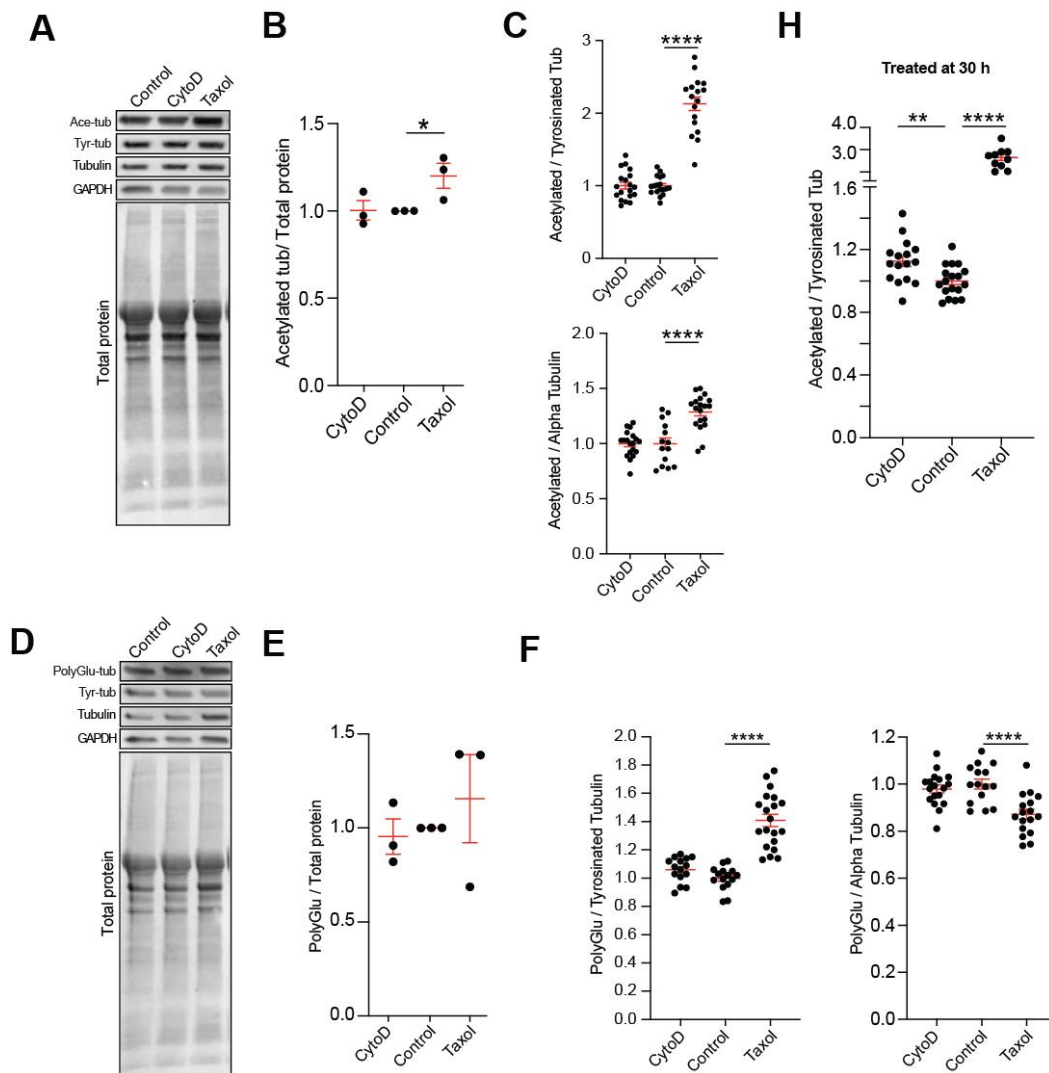 A
Control
CytoD
Taxol
Ace-tub
Tyr-tub
Tubulin
GAPDH
Total protein
B
Acetylated tub/ Total protein
1.5
1.0
0.5
0.0
*
CytoD
Control
Taxol
C
Acetylated / Tyrosinated Tub
3
2
1
0
****
CytoD
Control
Taxol
Acetylated / Alpha Tubulin
2.0
1.5
1.0
0.5
0.0
****
CytoD
Control
Taxol
H
Treated at 30 h
Acetylated / Tyrosinated Tub
** ****
4.0
3.0
1.6
1.2
1.0
0.4
0.0
CytoD
Control
Taxol
D
Control
CytoD
Taxol
PolyGlu-tub
Tyr-tub
Tubulin
GAPDH
Total protein
E
PolyGlu / Total protein
1.5
1.0
0.5
0.0
CytoD
Control
Taxol
F
PolyGlu / Tyrosinated Tubulin
2.0
1.8
1.6
1.4
1.2
1.0
0.8
0.6
0.4
0.2
0.0
****
CytoD
Control
Taxol
PolyGlu / Alpha Tubulin
1.2
1.0
0.8
0.6
0.4
0.2
0.0
****
CytoD
Control
Taxol